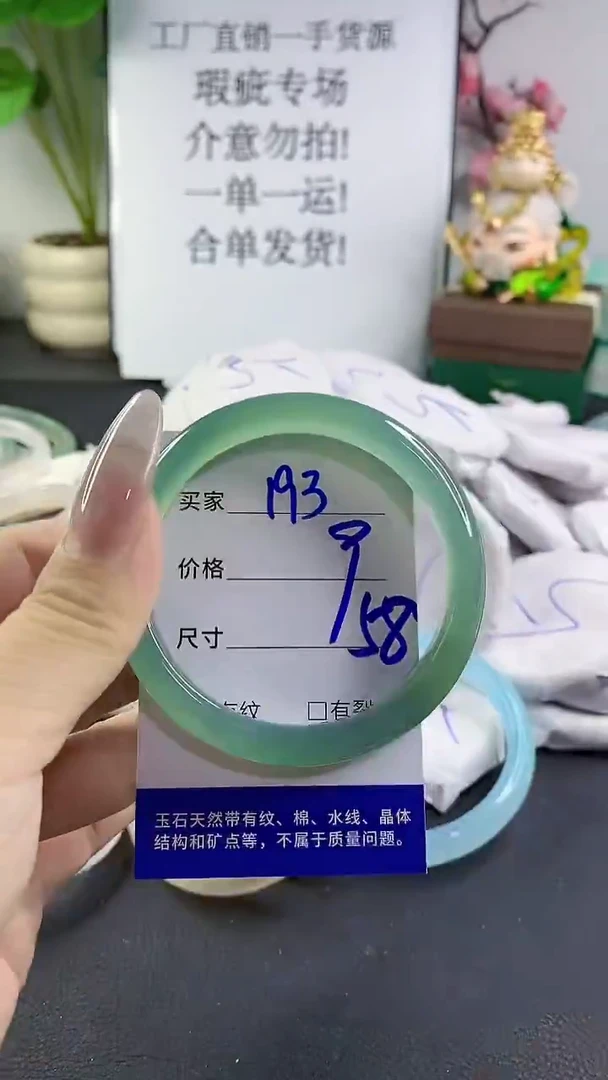 工厂直销一手货源
瑕疵专场
介意勿拍!
一单一运!
合单发货!
买家 193
价格
尺寸 58
有纹 □有裂
玉石天然带有纹、棉、水线、晶体
结构和矿点等，不属于质量问题。